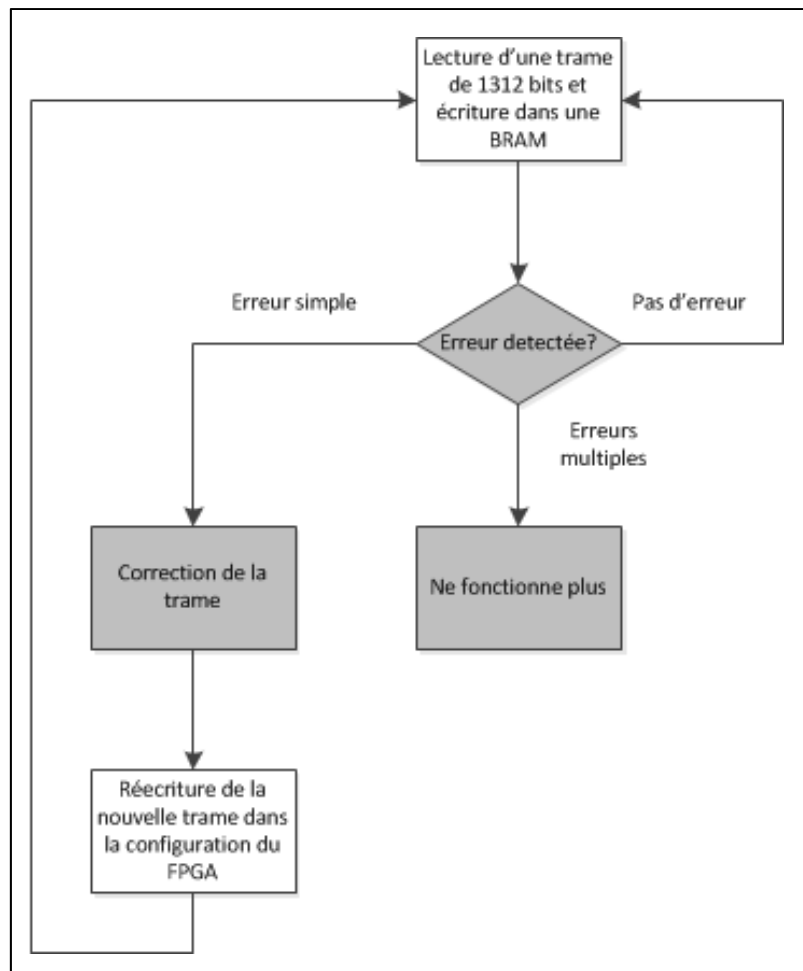 Lecture d'une trame
de 1312 bits et
écriture dans une
BRAM
Erreur simple
Pas d'erreur
Erreur detectée?
Erreurs
multiples
Correction de la
trame
Ne fonctionne plus
Réecriture de la
nouvelle trame dans
la configuration du
FPGA